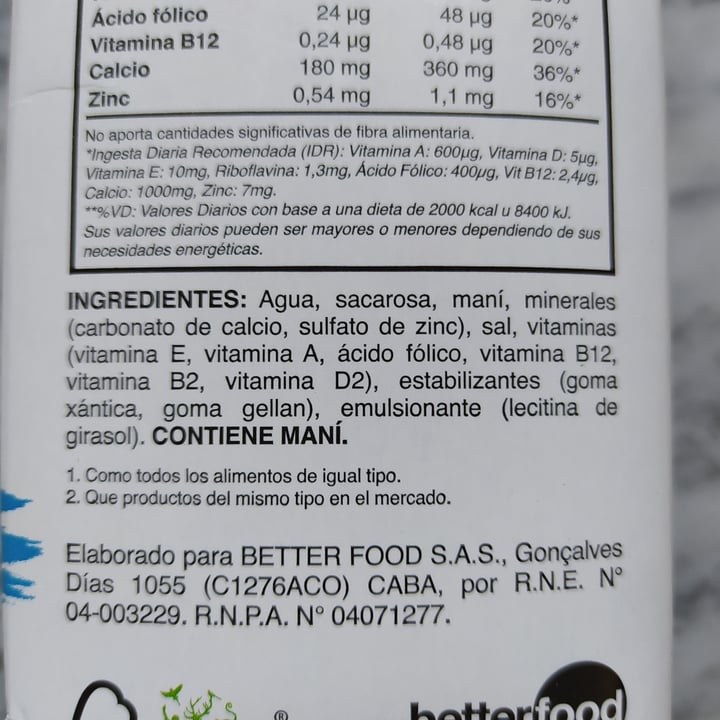 Ácido fólico 24 µg 48 µg 20%*
Vitamina B12 0,24 µg 0,48 µg 20%*
Calcio 180 mg 360 mg 36%*
Zinc 0,54 mg 1,1 mg 16%*
No aporta cantidades significativas de fibra alimentaria.
*Ingesta Diaria Recomendada (IDR): Vitamina A: 600µg, Vitamina D: 5µg,
Vitamina E: 10mg, Riboflavina: 1,3mg, Ácido Fólico: 400µg, Vit B12: 2,4µg,
Calcio: 1000mg, Zinc: 7mg.
**%VD: Valores Diarios con base a una dieta de 2000 kcal u 8400 kJ.
Sus valores diarios pueden ser mayores o menores dependiendo de sus
necesidades energéticas.
INGREDIENTES: Agua, sacarosa, maní, minerales
(carbonato de calcio, sulfato de zinc), sal, vitaminas
(vitamina E, vitamina A, ácido fólico, vitamina B12,
vitamina B2, vitamina D2), estabilizantes (goma
xántica, goma gellan), emulsionante (lecitina de
girasol). CONTIENE MANÍ.
1. Como todos los alimentos de igual tipo.
2. Que productos del mismo tipo en el mercado.
Elaborado para BETTER FOOD S.A.S., Gonçalves
Días 1055 (C1276ACO) CABA, por R.N.E. N°
04-003229. R.N.P.A. N° 04071277.
® betterfood